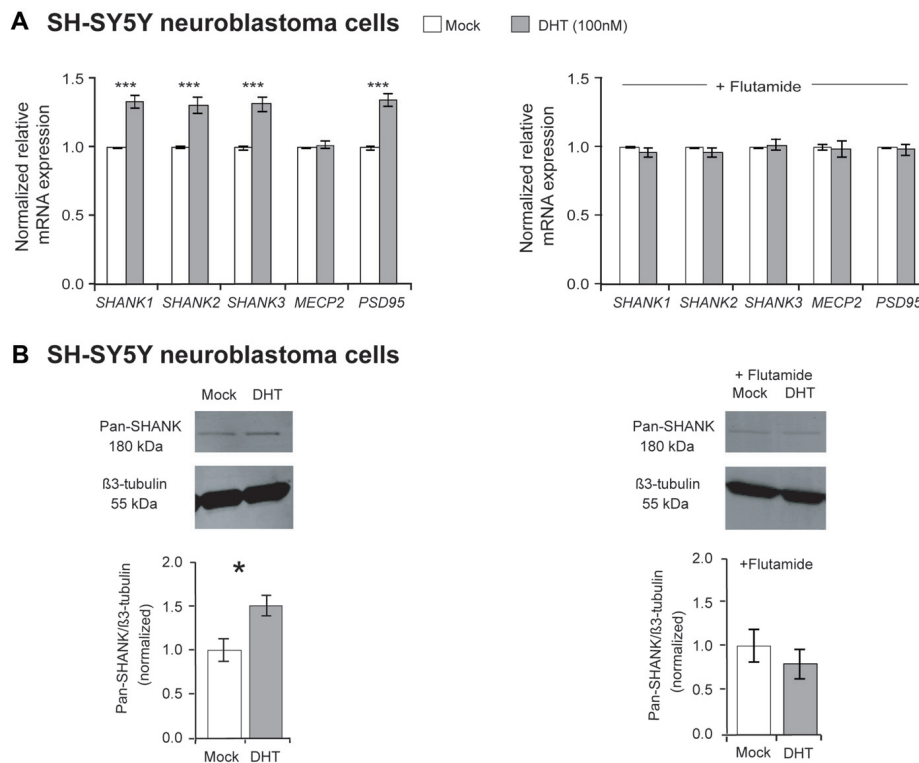 A SH-SY5Y neuroblastoma cells Mock DHT (100nM)
Normalized relative
mRNA expression
1.5
1.0
0.5
0.0
*** *** *** ***
SHANK1 SHANK2 SHANK3 MECP2 PSD95
Normalized relative
mRNA expression
1.5
1.0
0.5
0.0
+ Flutamide
SHANK1 SHANK2 SHANK3 MECP2 PSD95
B SH-SY5Y neuroblastoma cells
Mock DHT
Pan-SHANK
180 kDa
ß3-tubulin
55 kDa
Pan-SHANK/ß3-tubulin
(normalized)
2.0
1.5
1.0
0.5
0.0
*
Mock DHT
+ Flutamide
Mock DHT
Pan-SHANK
180 kDa
ß3-tubulin
55 kDa
Pan-SHANK/ß3-tubulin
(normalized)
2.0
1.5
1.0
0.5
0.0
+Flutamide
Mock DHT